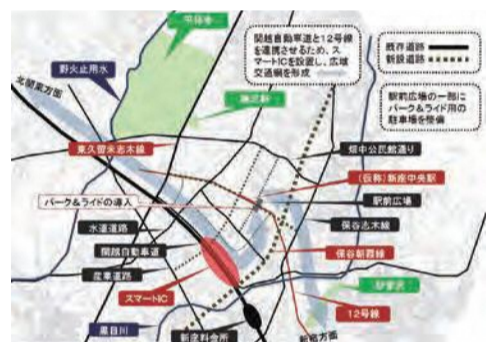 平林寺
関越自動車道と12号線
を連携させるため、ス
マートICを設置し、広域
交通網を形成
既存道路
新設道路
駅前広場の一部に
パーク&ライド用の
駐車場を整備
野火止用水
北関東方面
東久留米志木線
畑中公民館通り
(仮称)新座中央駅
パーク&ライドの導入
駅前広場
水道道路
保谷志木線
関越自動車道
保谷朝霞線
産業道路
スマートIC
12号線
黒目川
新座料金所
新宿方面